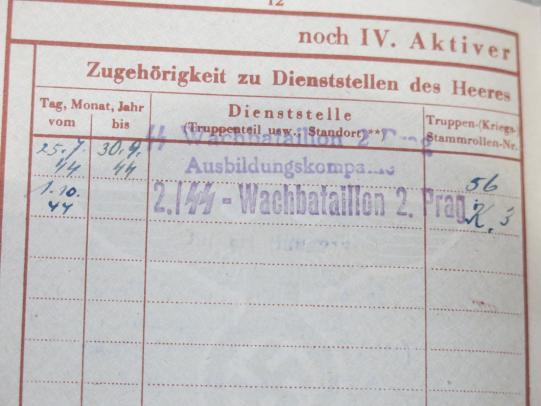 12
noch IV. Aktiver
Zugehörigkeit zu Dienststellen des Heeres
Tag, Monat, Jahr
vom bis
Dienststelle
(Truppenteil usw., Standort**)
Truppen-(Kriegs-)
Stammrollen-Nr.
25.7. 44 30.9. 44
SS Wachbataillon 2 Prag
Ausbildungskompanie
56
1.10. 44
2./SS - Wachbataillon 2. Prag.
K. 3